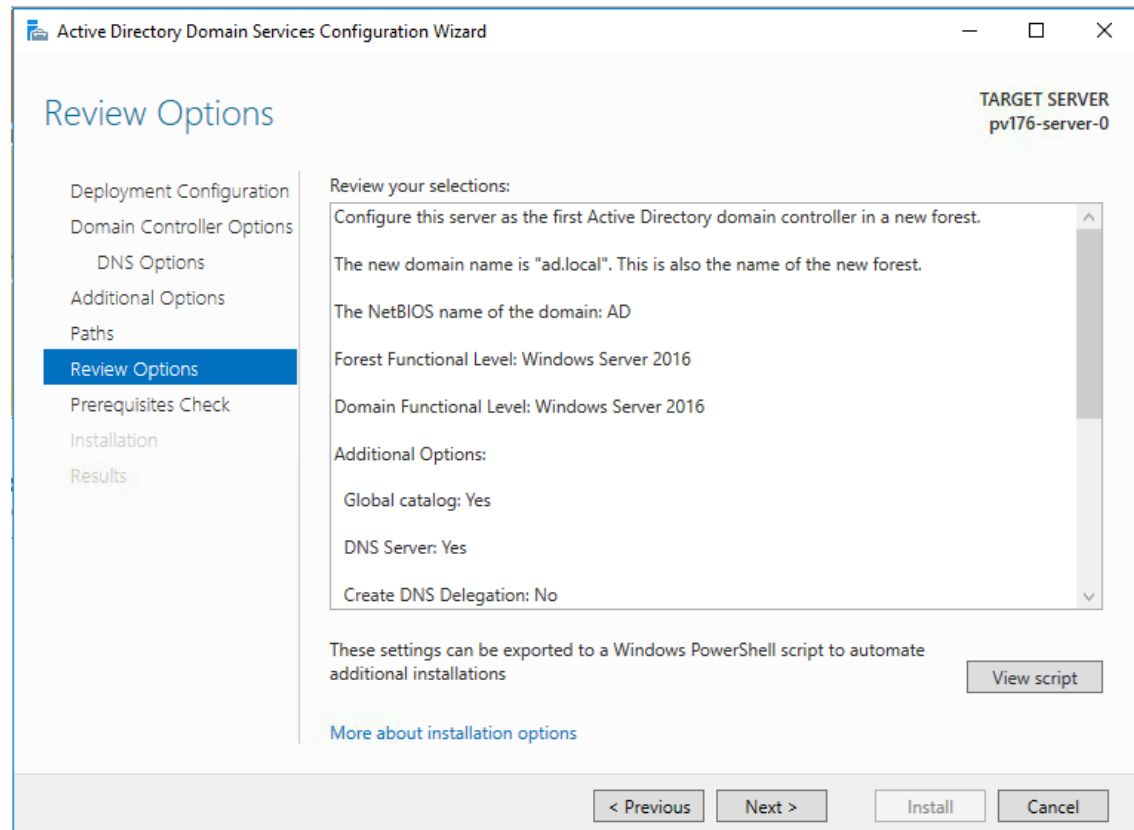 Active Directory Domain Services Configuration Wizard
Review Options
TARGET SERVER
pv176-server-0
Deployment Configuration
Domain Controller Options
DNS Options
Additional Options
Paths
Review Options
Prerequisites Check
Installation
Results
Review your selections:
Configure this server as the first Active Directory domain controller in a new forest.
The new domain name is "ad.local". This is also the name of the new forest.
The NetBIOS name of the domain: AD
Forest Functional Level: Windows Server 2016
Domain Functional Level: Windows Server 2016
Additional Options:
Global catalog: Yes
DNS Server: Yes
Create DNS Delegation: No
These settings can be exported to a Windows PowerShell script to automate
additional installations
View script
More about installation options
< Previous
Next >
Install
Cancel